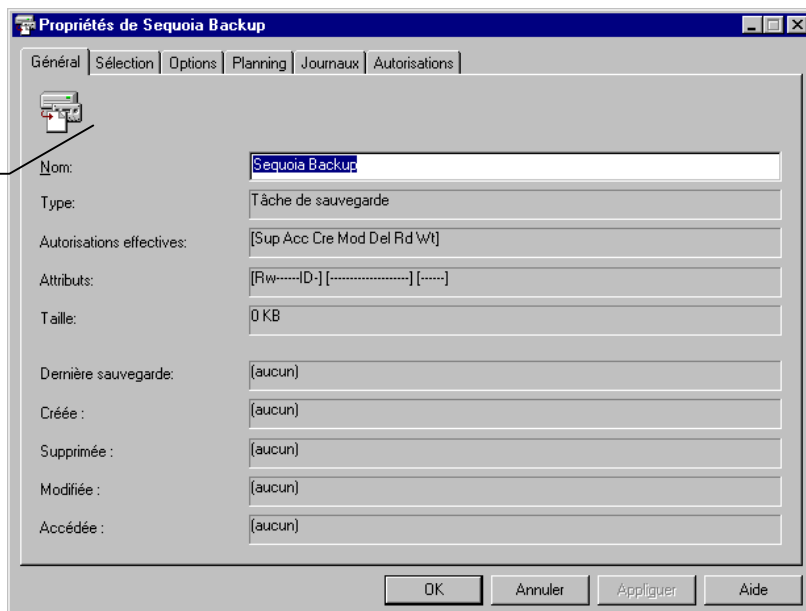 Propriétés de Sequoia Backup
Général Sélection Options Planning Journaux Autorisations
Nom: Sequoia Backup
Type: Tâche de sauvegarde
Autorisations effectives: [Sup Acc Cre Mod Del Rd Wt]
Attributs: [Rw------ID-] [--------------------] [------]
Taille: 0 KB
Dernière sauvegarde: (aucun)
Créée : (aucun)
Supprimée : (aucun)
Modifiée : (aucun)
Accédée : (aucun)
OK Annuler Appliquer Aide